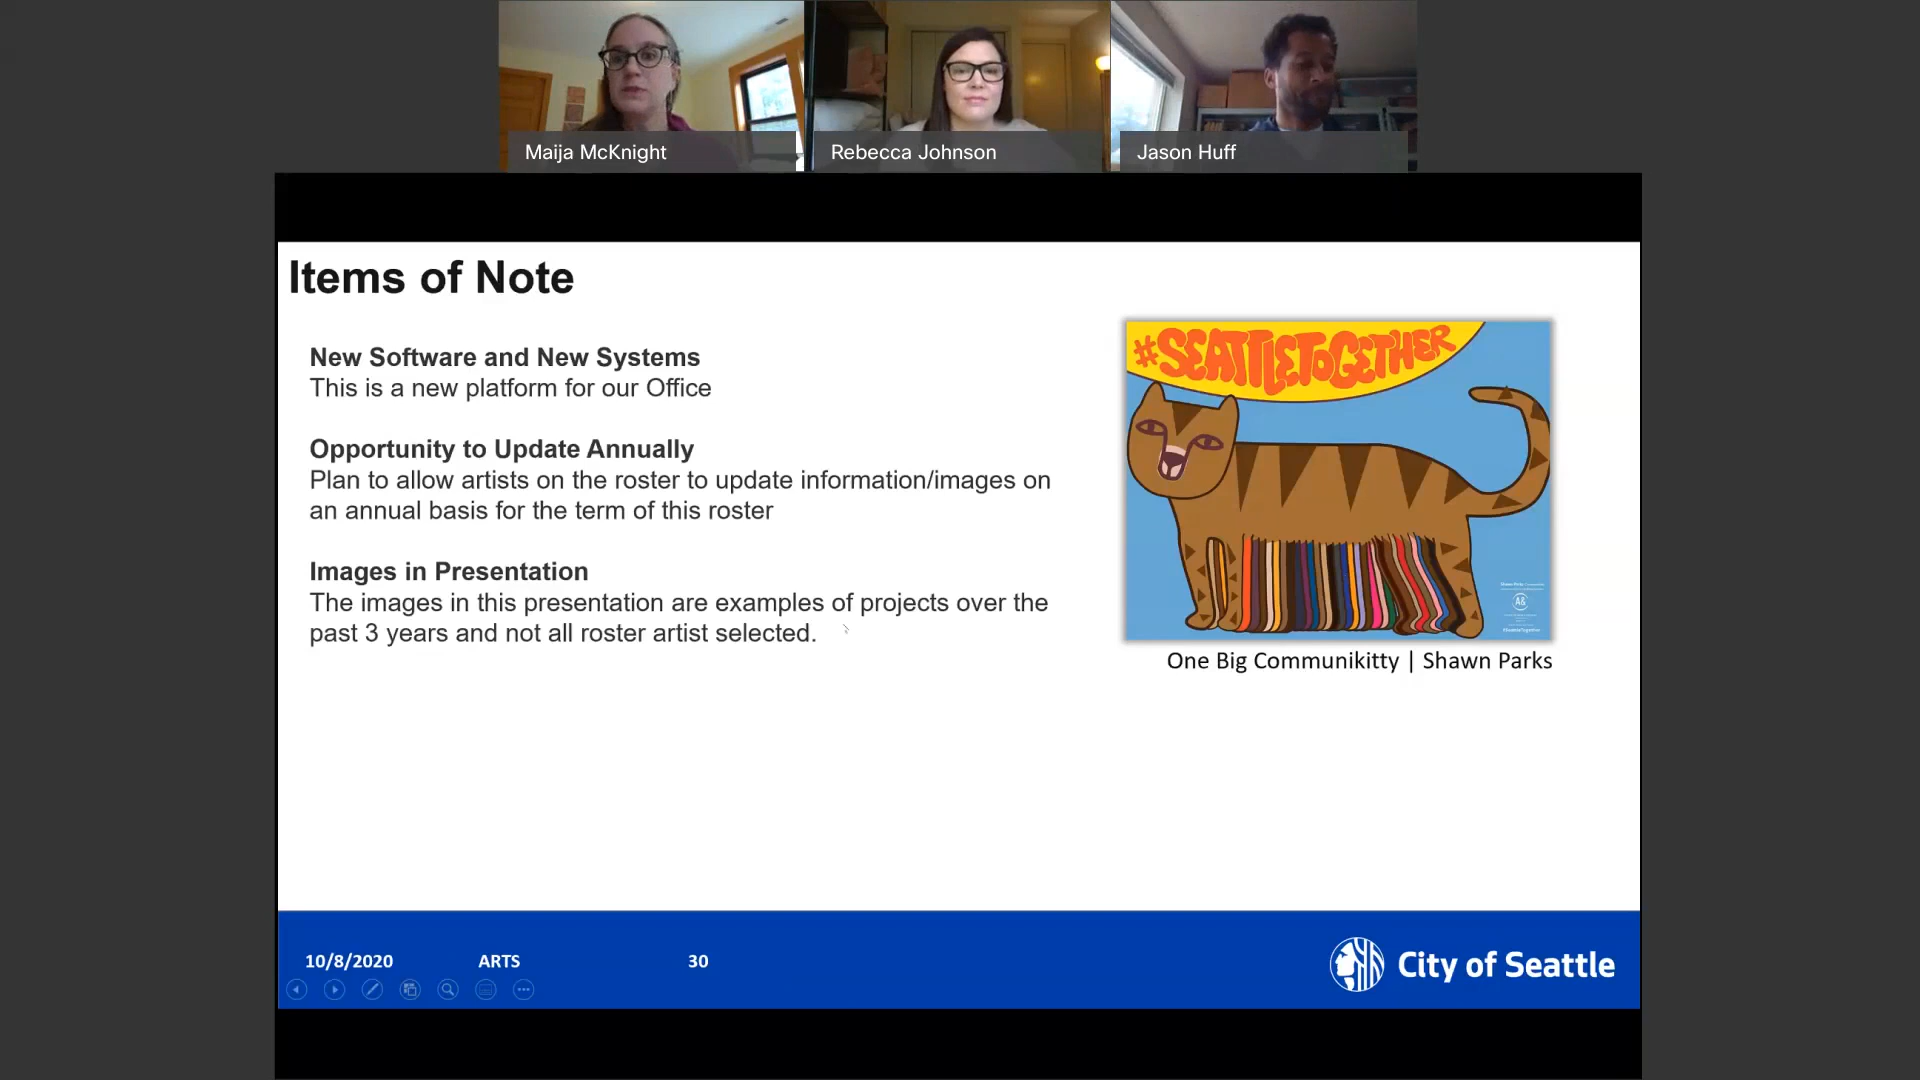 Maija McKnight
Rebecca Johnson
Jason Huff
Items of Note
New Software and New Systems
This is a new platform for our Office
Opportunity to Update Annually
Plan to allow artists on the roster to update information/images on
an annual basis for the term of this roster
Images in Presentation
The images in this presentation are examples of projects over the
past 3 years and not all roster artist selected.
#SEATTLETOGETHER
A&
One Big Communikitty | Shawn Parks
10/8/2020
ARTS
30
City of Seattle